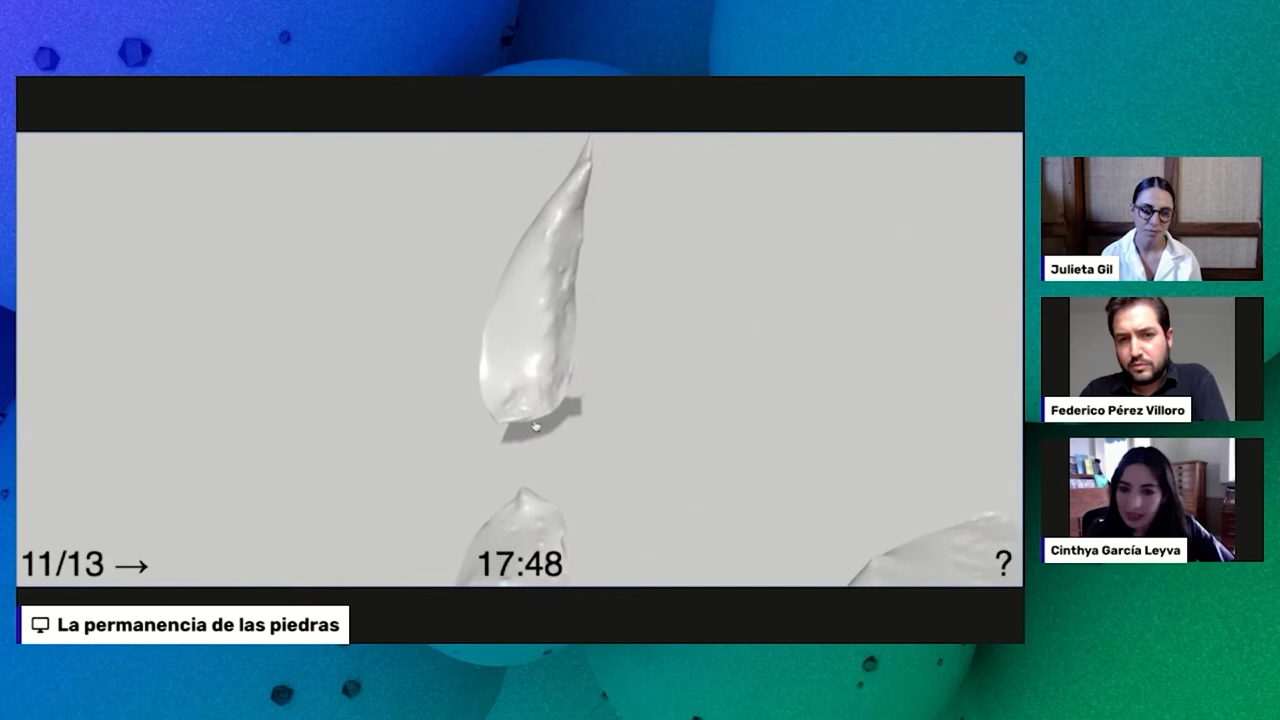 11/13 →
17:48
?
La permanencia de las piedras
Julieta Gil
Federico Pérez Villoro
Cinthya García Leyva